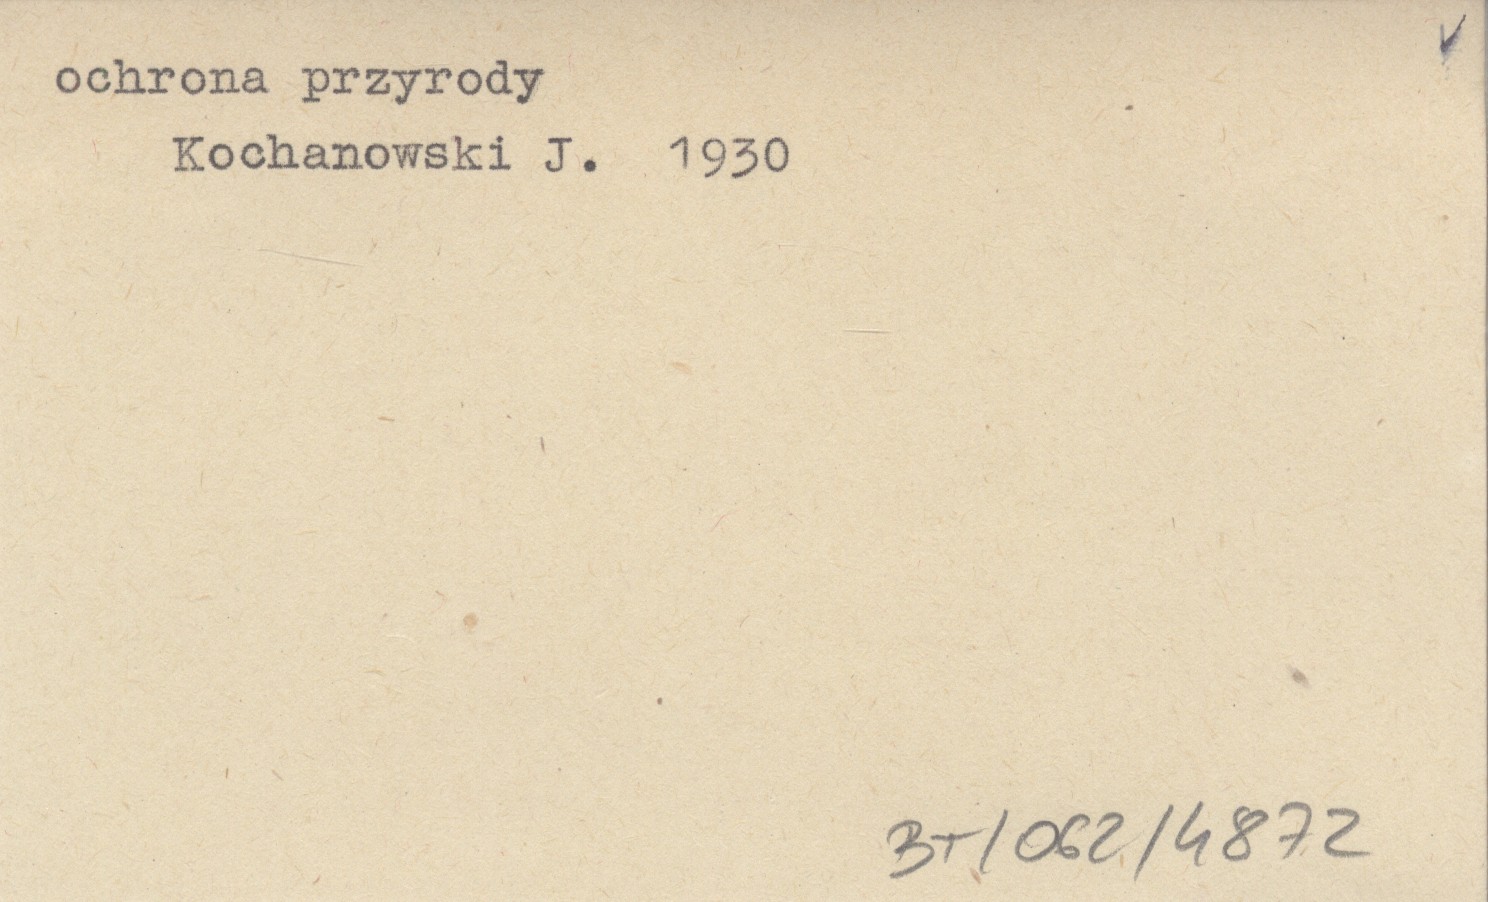 ochrona przyrody
Kochanowski J. 1930
BT/062/4872